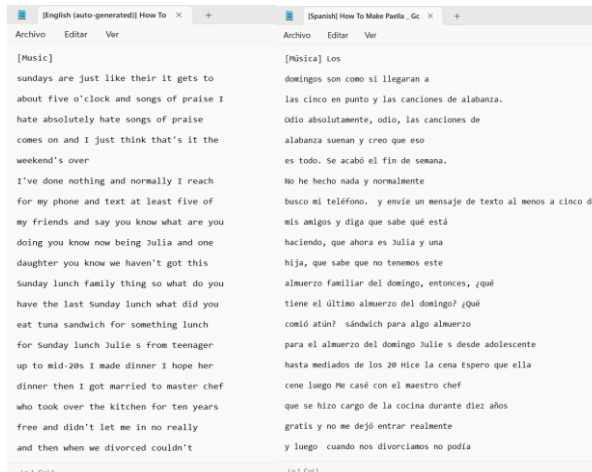 [English (auto-generated)] How To
Archivo Editar Ver
[Music]
sundays are just like their it gets to
about five o'clock and songs of praise I
hate absolutely hate songs of praise
comes on and I just think that's it the
weekend's over
I've done nothing and normally I reach
for my phone and text at least five of
my friends and say you know what are you
doing you know now being Julia and one
daughter you know we haven't got this
Sunday lunch family thing so what do you
have the last Sunday lunch what did you
eat tuna sandwich for something lunch
for Sunday lunch Julie s from teenager
up to mid-20s I made dinner I hope her
dinner then I got married to master chef
who took over the kitchen for ten years
free and didn't let me in no really
and then when we divorced couldn't
Ln 1, Col 1
[Spanish] How To Make Paella _ Gc
Archivo Editar Ver
[Música] Los
domingos son como si llegaran a
las cinco en punto y las canciones de alabanza.
Odio absolutamente, odio, las canciones de
alabanza suenan y creo que eso
es todo. Se acabó el fin de semana.
No he hecho nada y normalmente
busco mi teléfono. y envíe un mensaje de texto al menos a cinco d
mis amigos y diga que sabe qué está
haciendo, que ahora es Julia y una
hija, que sabe que no tenemos este
almuerzo familiar del domingo, entonces, ¿qué
tiene el último almuerzo del domingo? ¿Qué
comió atún? sándwich para algo almuerzo
para el almuerzo del domingo Julie s desde adolescente
hasta mediados de los 20 Hice la cena Espero que ella
cene luego Me casé con el maestro chef
que se hizo cargo de la cocina durante diez años
gratis y no me dejó entrar realmente
y luego cuando nos divorciamos no podía
Ln 1, Col 1